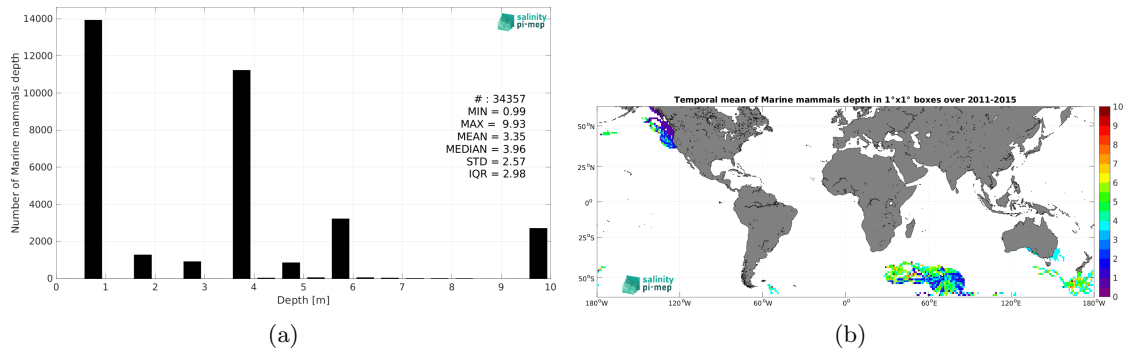 14000
12000
10000
8000
6000
4000
2000
0
Number of Marine mammals depth
0 1 2 3 4 5 6 7 8 9 10
Depth [m]
salinity
pi-mep
# : 34357
MIN = 0.99
MAX = 9.93
MEAN = 3.35
MEDIAN = 3.96
STD = 2.57
IQR = 2.98
(a)
Temporal mean of Marine mammals depth in 1°x1° boxes over 2011-2015
50°N
25°N
0°
25°S
50°S
180°W 120°W 60°W 0° 60°E 120°E 180°W
salinity
pi-mep
10
9
8
7
6
5
4
3
2
1
0
(b)